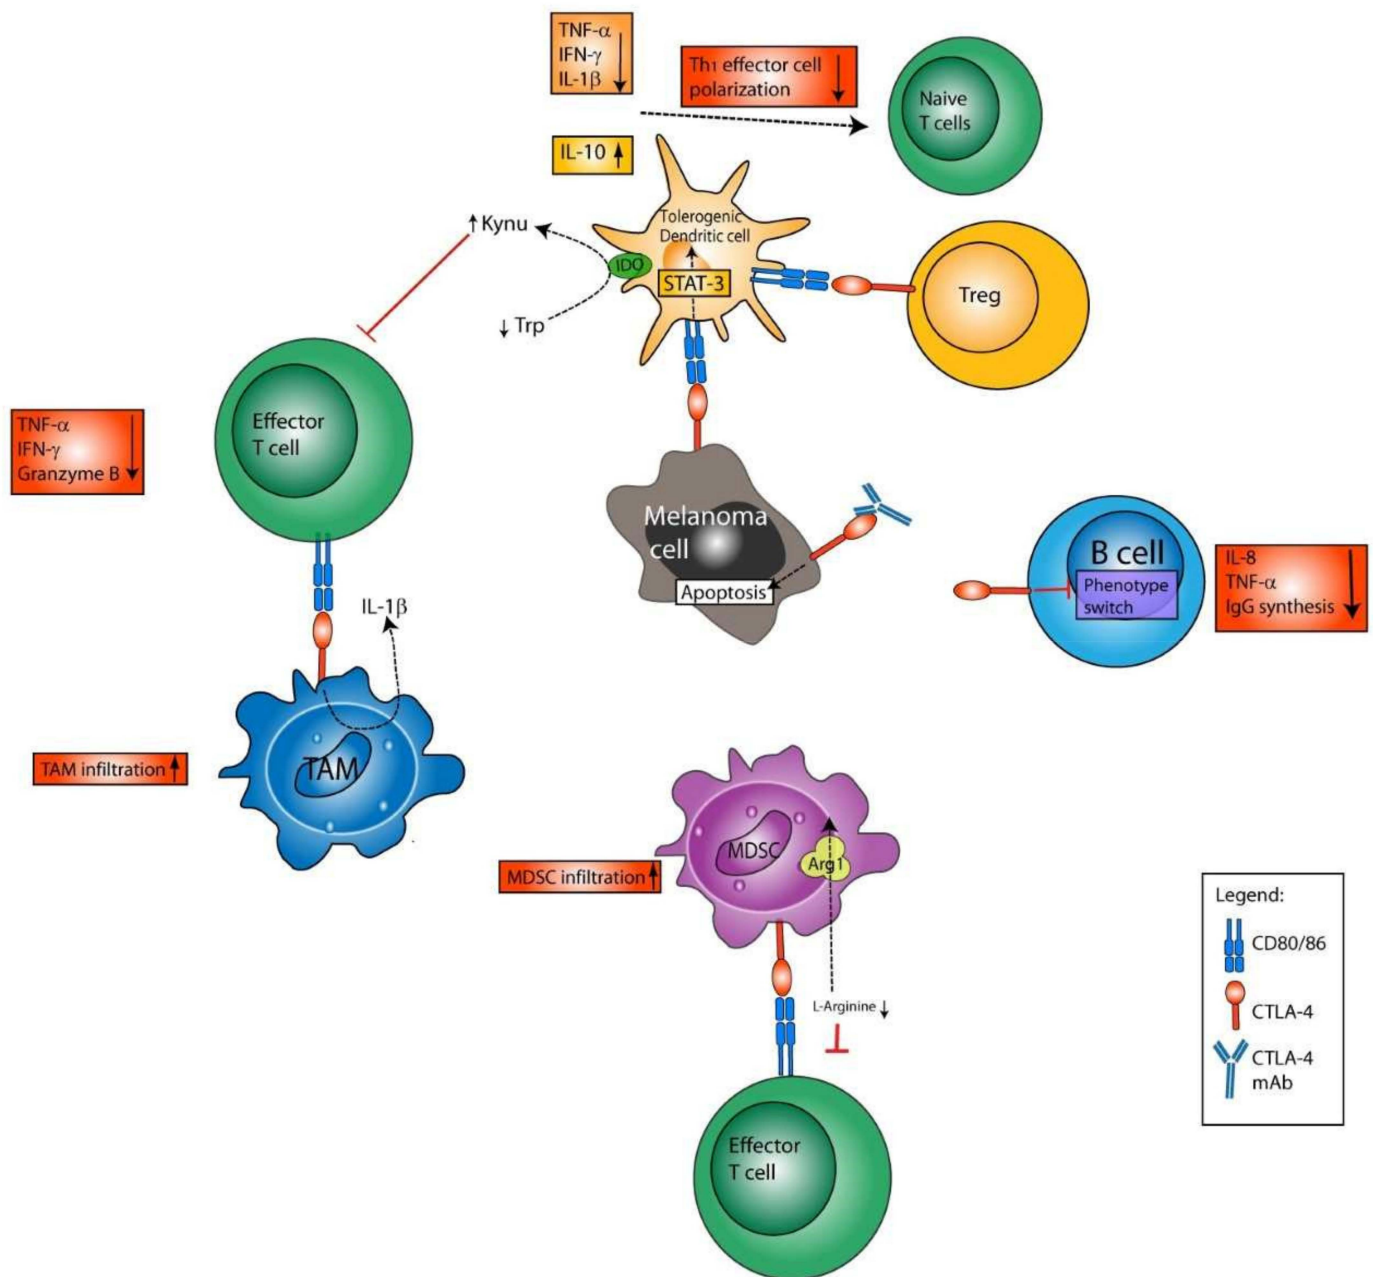 TNF-α
IFN-γ
IL-1β
Th1 effector cell
polarization
Naive
T cells
IL-10
Kynu
Tolerogenic
Dendritic cell
IDO
STAT-3
Treg
Trp
Effector
T cell
TNF-α
IFN-γ
Granzyme B
Melanoma
cell
Apoptosis
B cell
Phenotype
switch
IL-8
TNF-α
IgG synthesis
IL-1β
TAM
TAM infiltration
MDSC
Arg1
MDSC infiltration
L-Arginine
Effector
T cell
Legend:
CD80/86
CTLA-4
CTLA-4
mAb